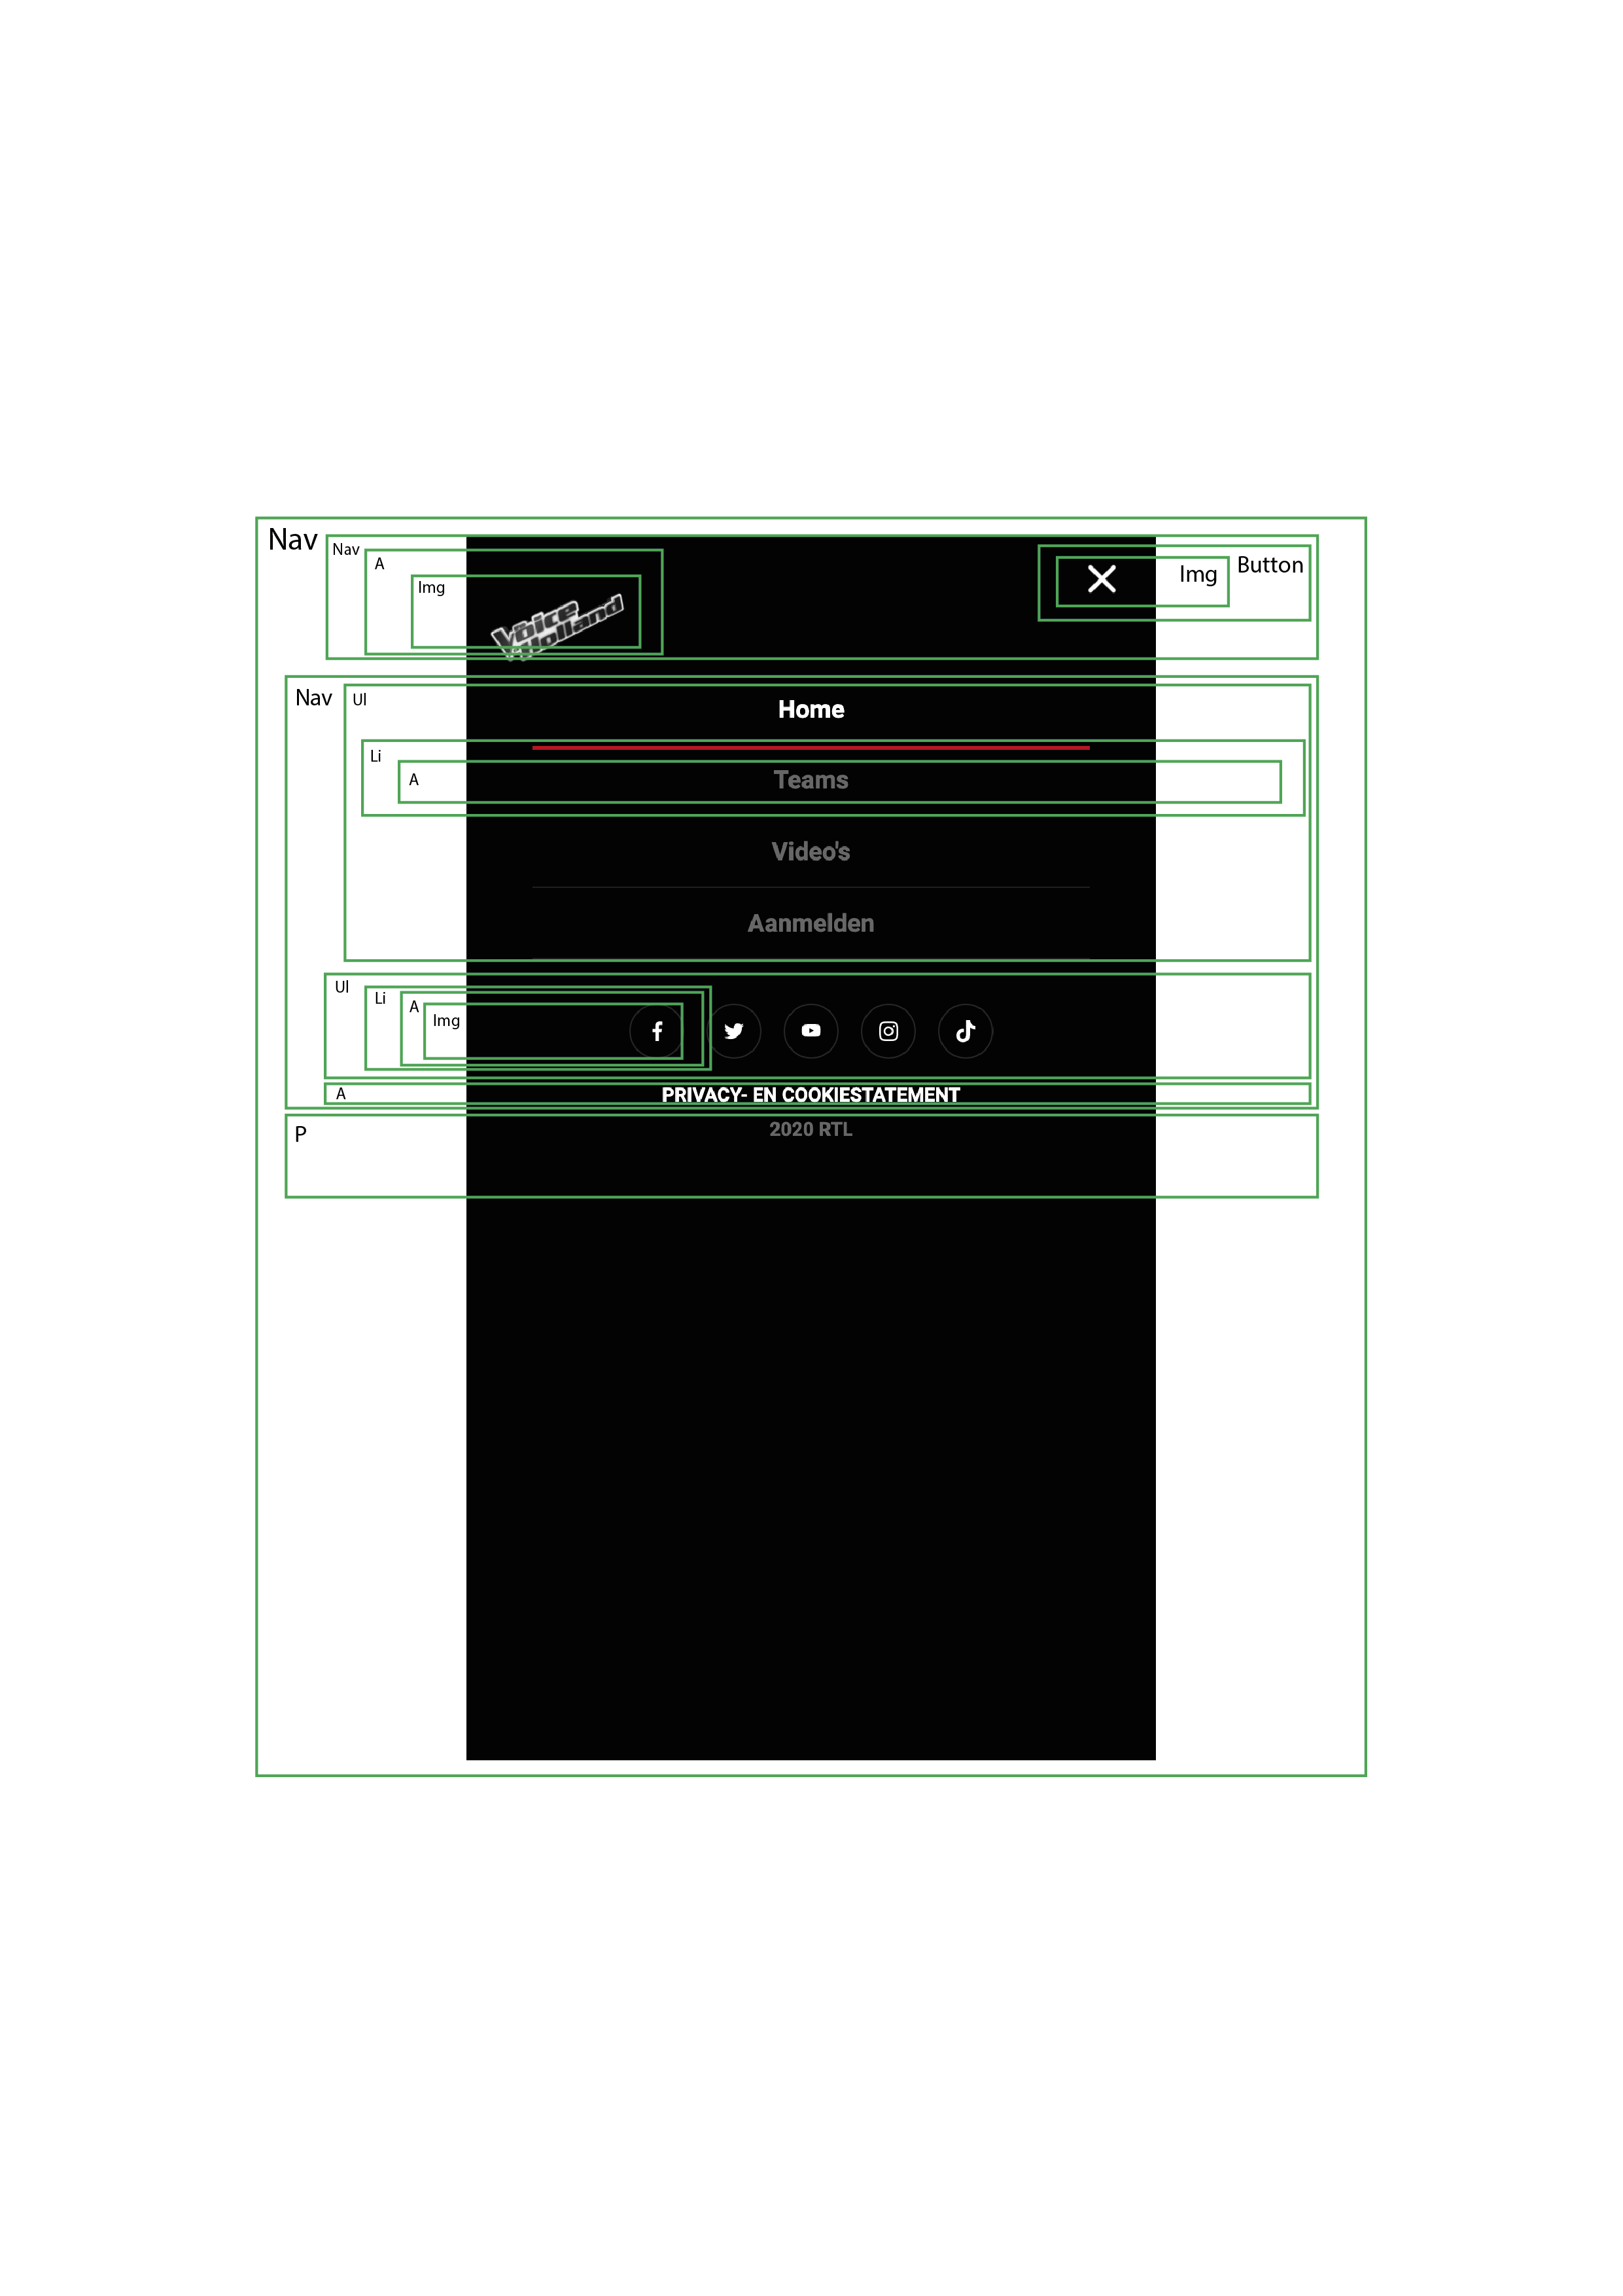 Nav
Nav
A
Img
Voice
Holland
Img
Button
Nav
Ul
Home
Li
A
Teams
Video's
Aanmelden
Ul
Li
A
Img
A
PRIVACY- EN COOKIESTATEMENT
P
2020 RTL